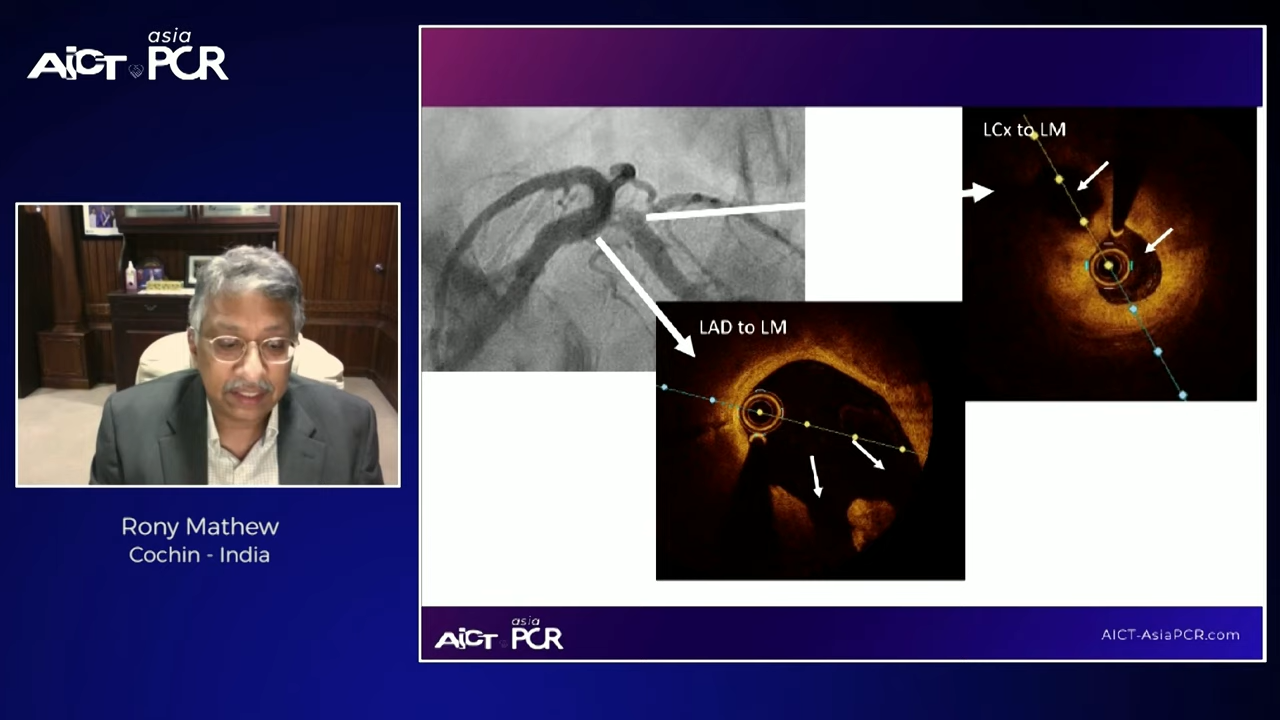 asia
AICT PCR
Rony Mathew
Cochin - India
LCx to LM
LAD to LM
asia
AICT PCR
AICT-AsiaPCR.com